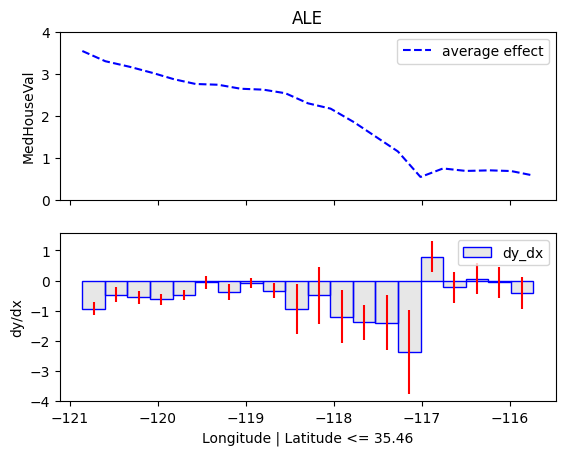 ALE
4
3
2
1
0
MedHouseVal
average effect
1
0
−1
−2
−3
−4
dy/dx
dy_dx
−121 −120 −119 −118 −117 −116
Longitude | Latitude <= 35.46